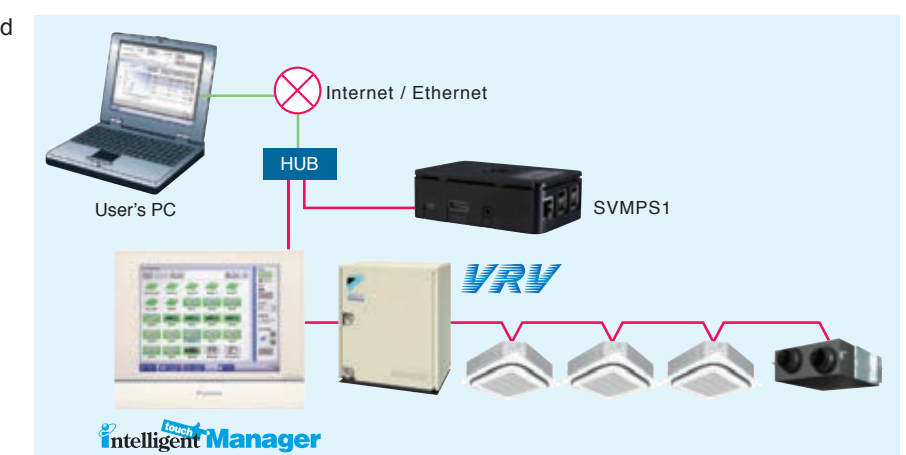 d
Internet / Ethernet
HUB
User's PC
SVMPS1
VRV
intelligent touch Manager